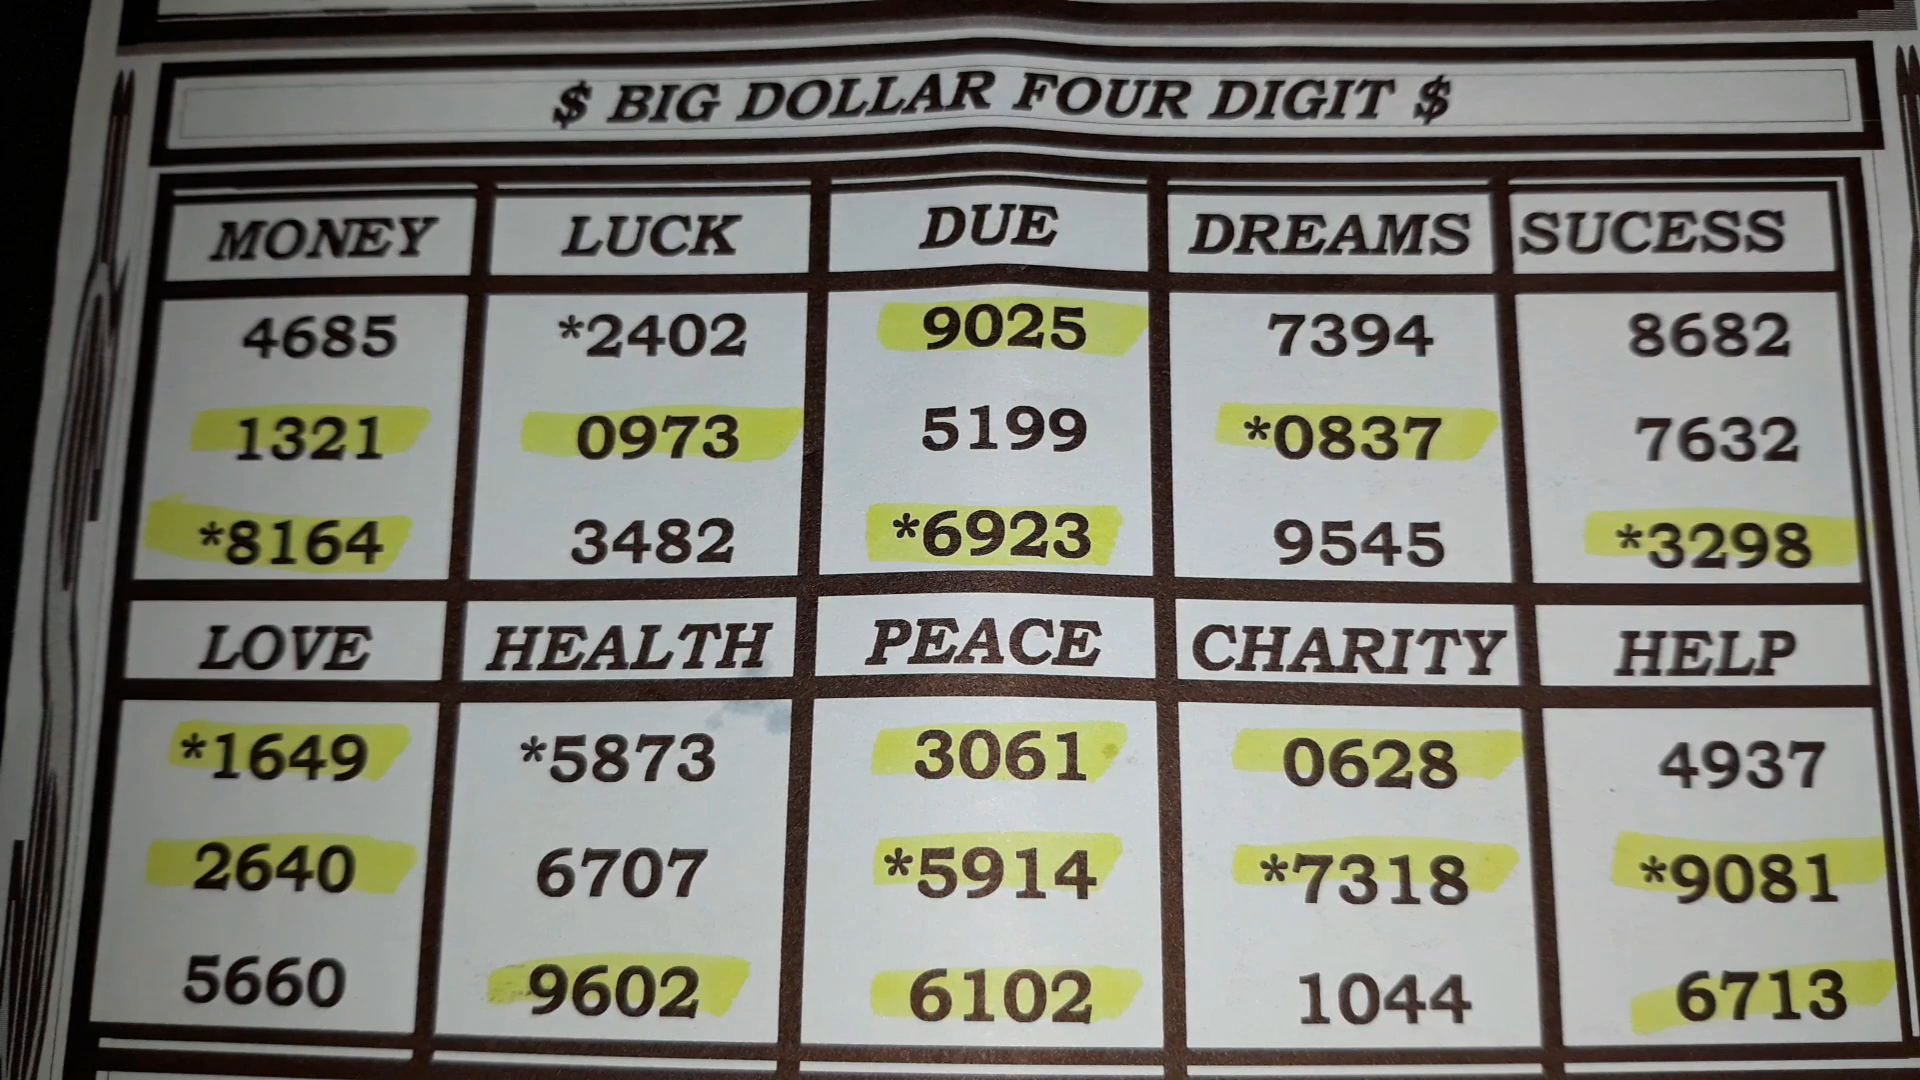 $ BIG DOLLAR FOUR DIGIT $
MONEY LUCK DUE DREAMS SUCESS
4685 *2402 9025 7394 8682
1321 0973 5199 *0837 7632
*8164 3482 *6923 9545 *3298
LOVE HEALTH PEACE CHARITY HELP
*1649 *5873 3061 0628 4937
2640 6707 *5914 *7318 *9081
5660 9602 6102 1044 6713